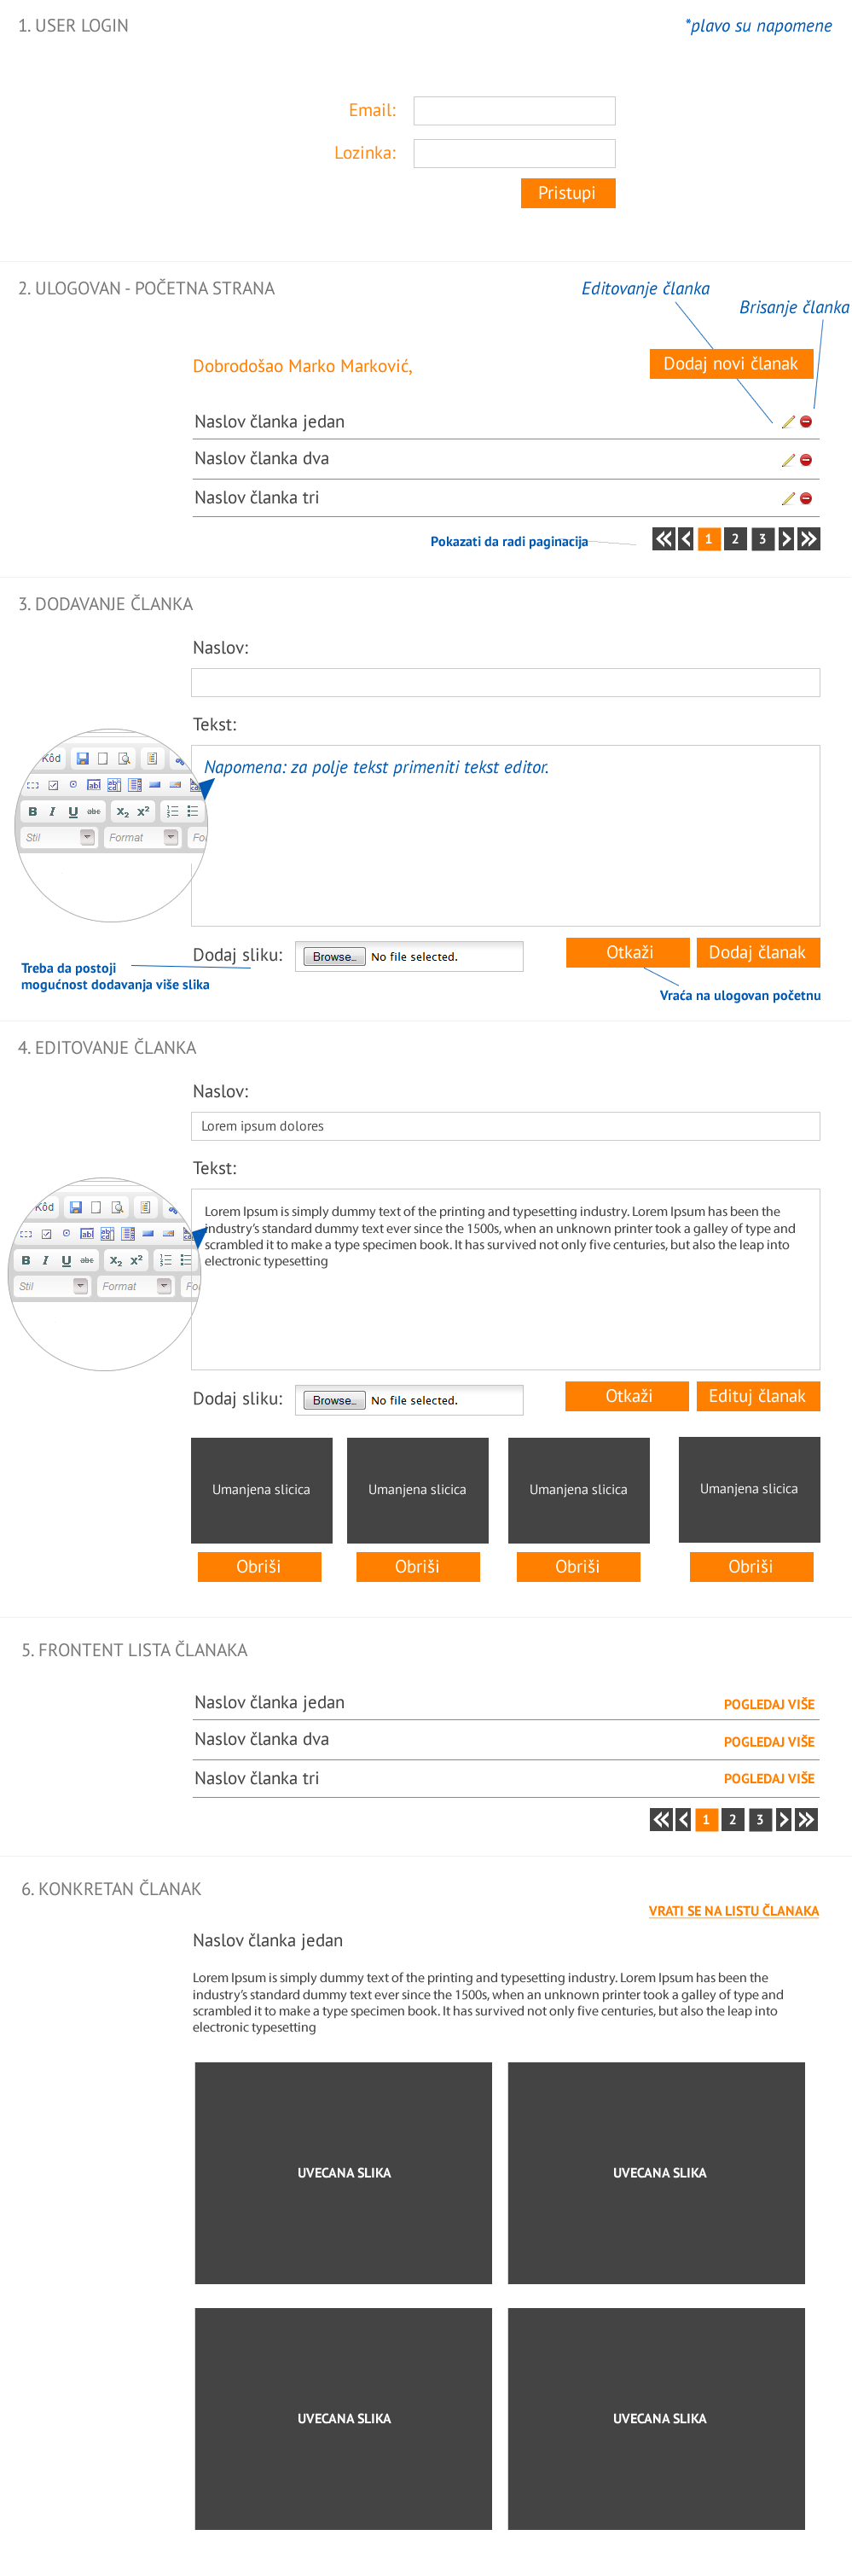 1. USER LOGIN
*plavo su napomene
Email:
Lozinka:
Pristupi
2. ULOGOVAN - POČETNA STRANA
Editovanje članka
Brisanje članka
Dobrodošao Marko Marković,
Dodaj novi članak
Naslov članka jedan
Naslov članka dva
Naslov članka tri
Pokazati da radi paginacija
1 2 3
3. DODAVANJE ČLANKA
Naslov:
Tekst:
Napomena: za polje tekst primeniti tekst editor.
Kôd
B I U abc X₂ X²
Stil Format Fo
Dodaj sliku:
Browse_ No file selected.
Otkaži
Dodaj članak
Treba da postoji
mogućnost dodavanja više slika
Vraća na ulogovan početnu
4. EDITOVANJE ČLANKA
Naslov:
Lorem ipsum dolores
Tekst:
Kôd
B I U abc X₂ X²
Stil Format Fo
Lorem Ipsum is simply dummy text of the printing and typesetting industry. Lorem Ipsum has been the
industry's standard dummy text ever since the 1500s, when an unknown printer took a galley of type and
scrambled it to make a type specimen book. It has survived not only five centuries, but also the leap into
electronic typesetting
Dodaj sliku:
Browse_ No file selected.
Otkaži
Edituj članak
Umanjena slicica
Umanjena slicica
Umanjena slicica
Umanjena slicica
Obriši
Obriši
Obriši
Obriši
5. FRONTENT LISTA ČLANAKA
Naslov članka jedan
POGLEDAJ VIŠE
Naslov članka dva
POGLEDAJ VIŠE
Naslov članka tri
POGLEDAJ VIŠE
1 2 3
6. KONKRETAN ČLANAK
VRATI SE NA LISTU ČLANAKA
Naslov članka jedan
Lorem Ipsum is simply dummy text of the printing and typesetting industry. Lorem Ipsum has been the
industry's standard dummy text ever since the 1500s, when an unknown printer took a galley of type and
scrambled it to make a type specimen book. It has survived not only five centuries, but also the leap into
electronic typesetting
UVECANA SLIKA
UVECANA SLIKA
UVECANA SLIKA
UVECANA SLIKA